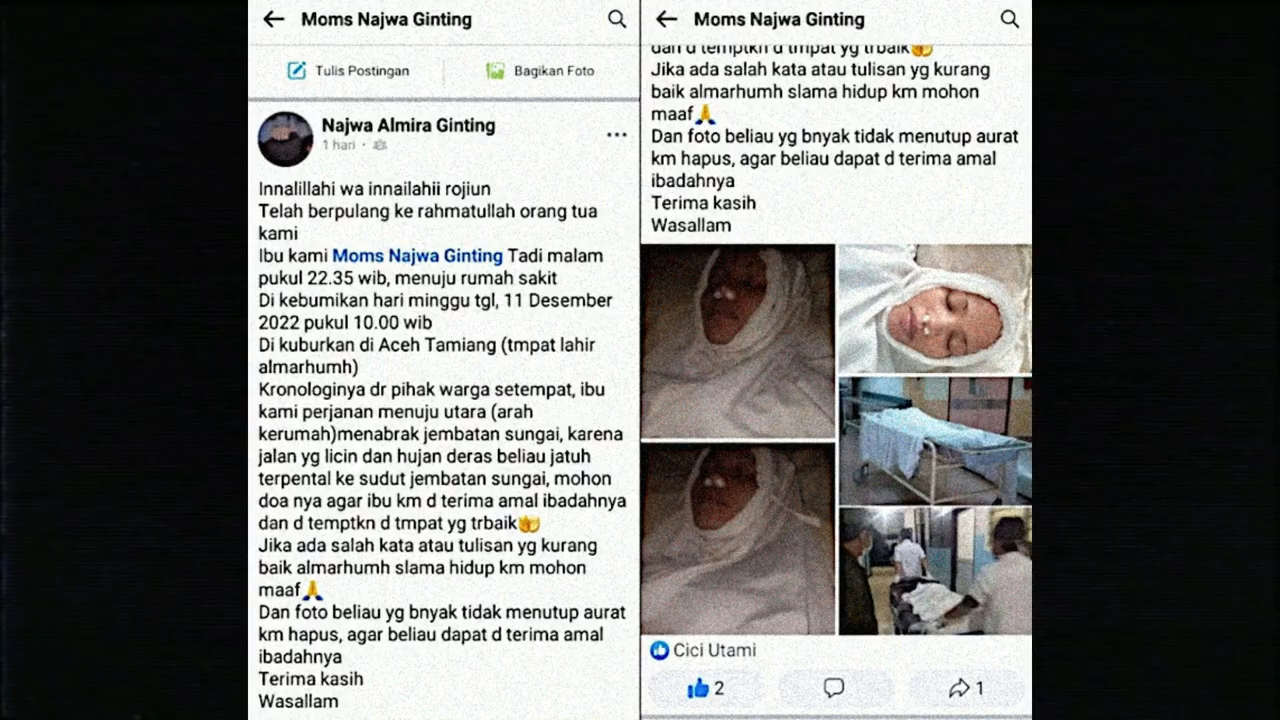 Moms Najwa Ginting
Tulis Postingan
Bagikan Foto
Najwa Almira Ginting
1 hari ·
Innalillahi wa innailahii rojiun
Telah berpulang ke rahmatullah orang tua
kami
Ibu kami Moms Najwa Ginting Tadi malam
pukul 22.35 wib, menuju rumah sakit
Di kebumikan hari minggu tgl, 11 Desember
2022 pukul 10.00 wib
Di kuburkan di Aceh Tamiang (tmpat lahir
almarhumh)
Kronologinya dr pihak warga setempat, ibu
kami perjanan menuju utara (arah
kerumah)menabrak jembatan sungai, karena
jalan yg licin dan hujan deras beliau jatuh
terpental ke sudut jembatan sungai, mohon
doa nya agar ibu km d terima amal ibadahnya
dan d temptkn d tmpat yg trbaik🤲
Jika ada salah kata atau tulisan yg kurang
baik almarhumh slama hidup km mohon
maaf🙏
Dan foto beliau yg bnyak tidak menutup aurat
km hapus, agar beliau dapat d terima amal
ibadahnya
Terima kasih
Wasallam
Moms Najwa Ginting
dan d temptkn d tmpat yg trbaik🤲
Jika ada salah kata atau tulisan yg kurang
baik almarhumh slama hidup km mohon
maaf🙏
Dan foto beliau yg bnyak tidak menutup aurat
km hapus, agar beliau dapat d terima amal
ibadahnya
Terima kasih
Wasallam
Cici Utami
2
1